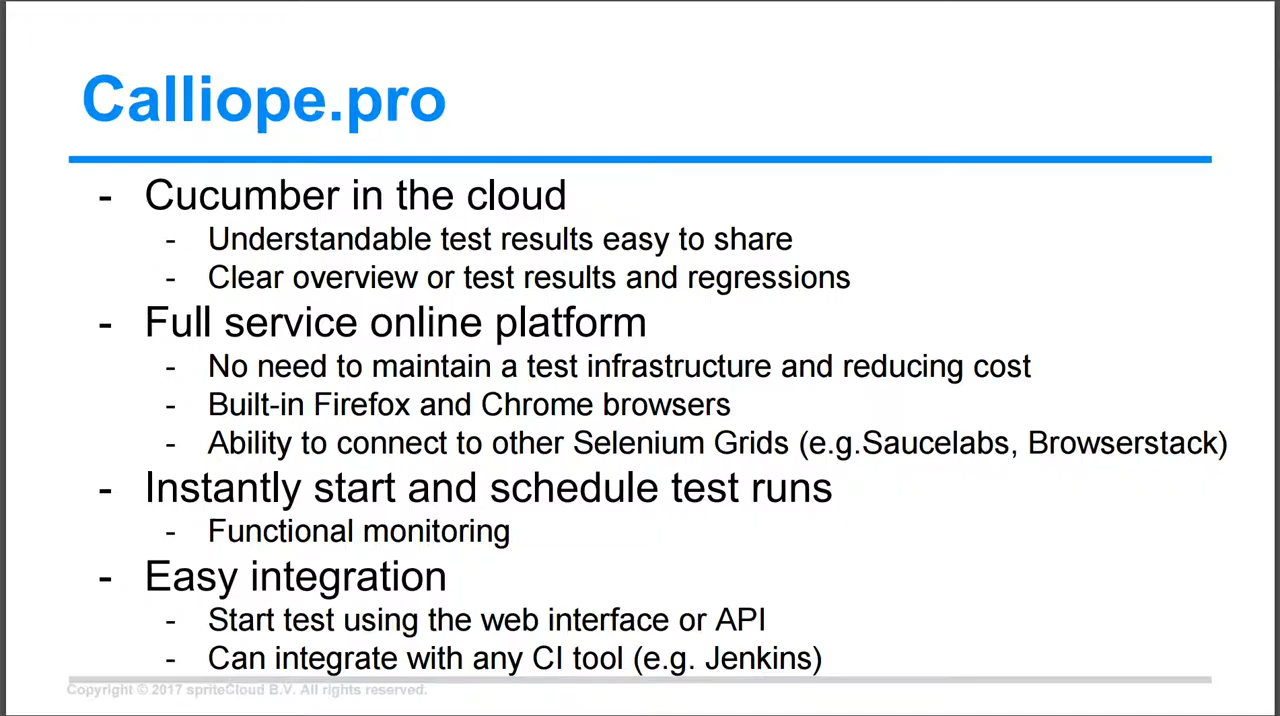 Calliope.pro
- Cucumber in the cloud
- Understandable test results easy to share
- Clear overview or test results and regressions
- Full service online platform
- No need to maintain a test infrastructure and reducing cost
- Built-in Firefox and Chrome browsers
- Ability to connect to other Selenium Grids (e.g.Saucelabs, Browserstack)
- Instantly start and schedule test runs
- Functional monitoring
- Easy integration
- Start test using the web interface or API
- Can integrate with any CI tool (e.g. Jenkins)
Copyright © 2017 spriteCloud B.V. All rights reserved.